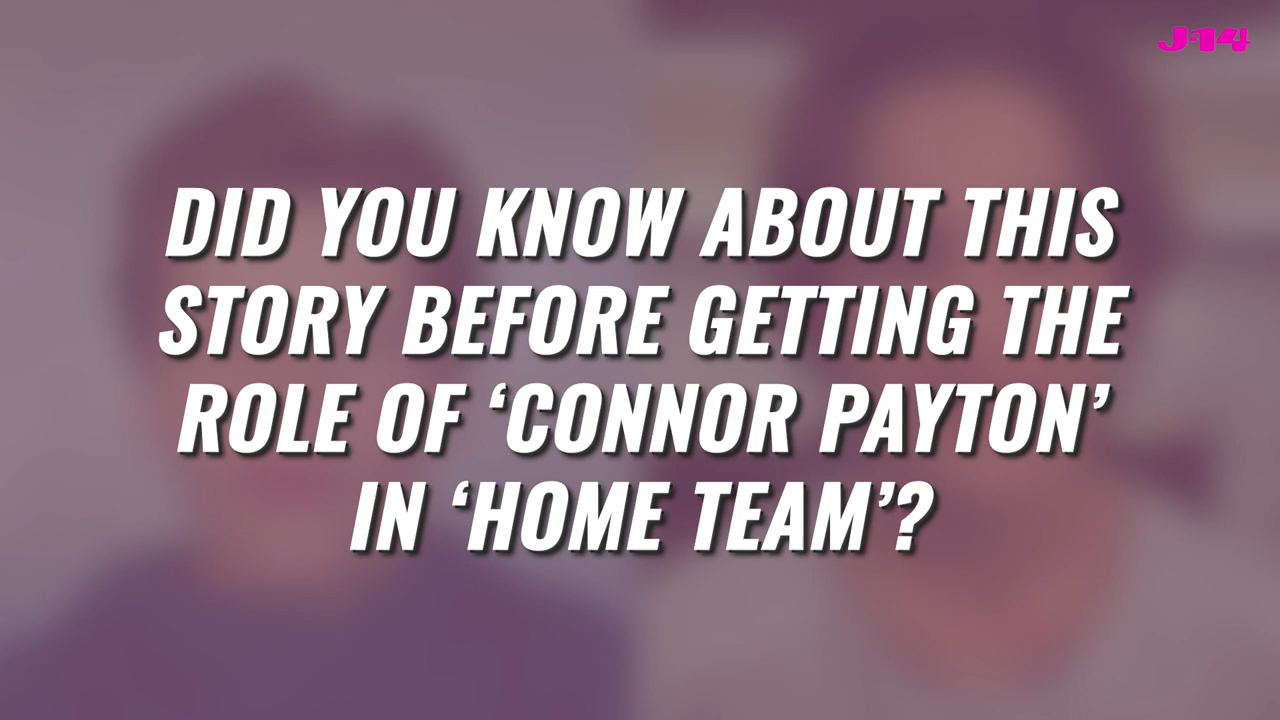 J-14
DID YOU KNOW ABOUT THIS
STORY BEFORE GETTING THE
ROLE OF ‘CONNOR PAYTON’
IN ‘HOME TEAM’?